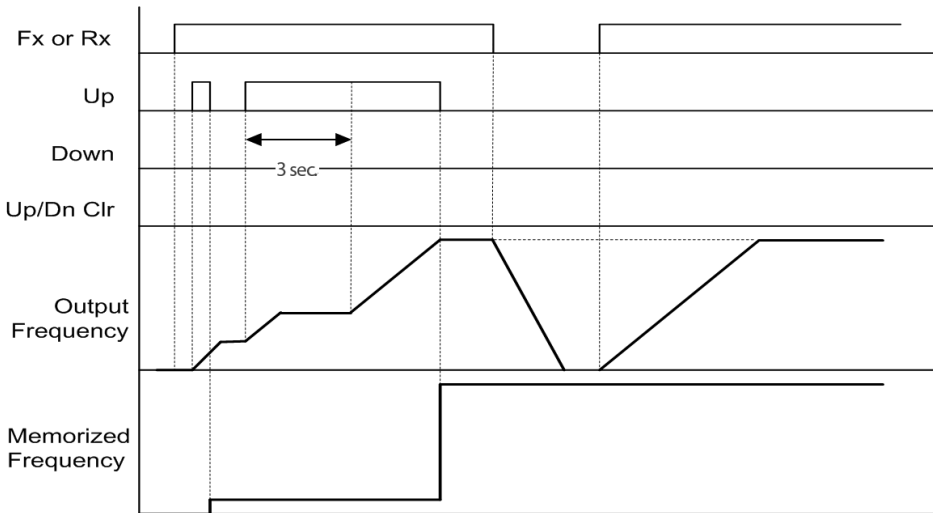 Fx or Rx
Up
Down
3 sec.
Up/Dn Clr
Output
Frequency
Memorized
Frequency